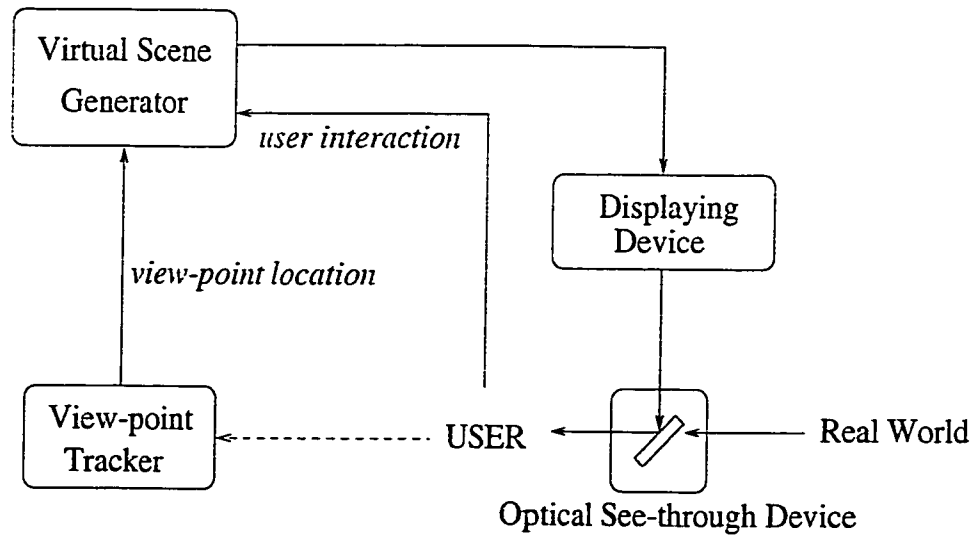 Virtual Scene
Generator
user interaction
Displaying
Device
view-point location
View-point
Tracker
USER
Real World
Optical See-through Device